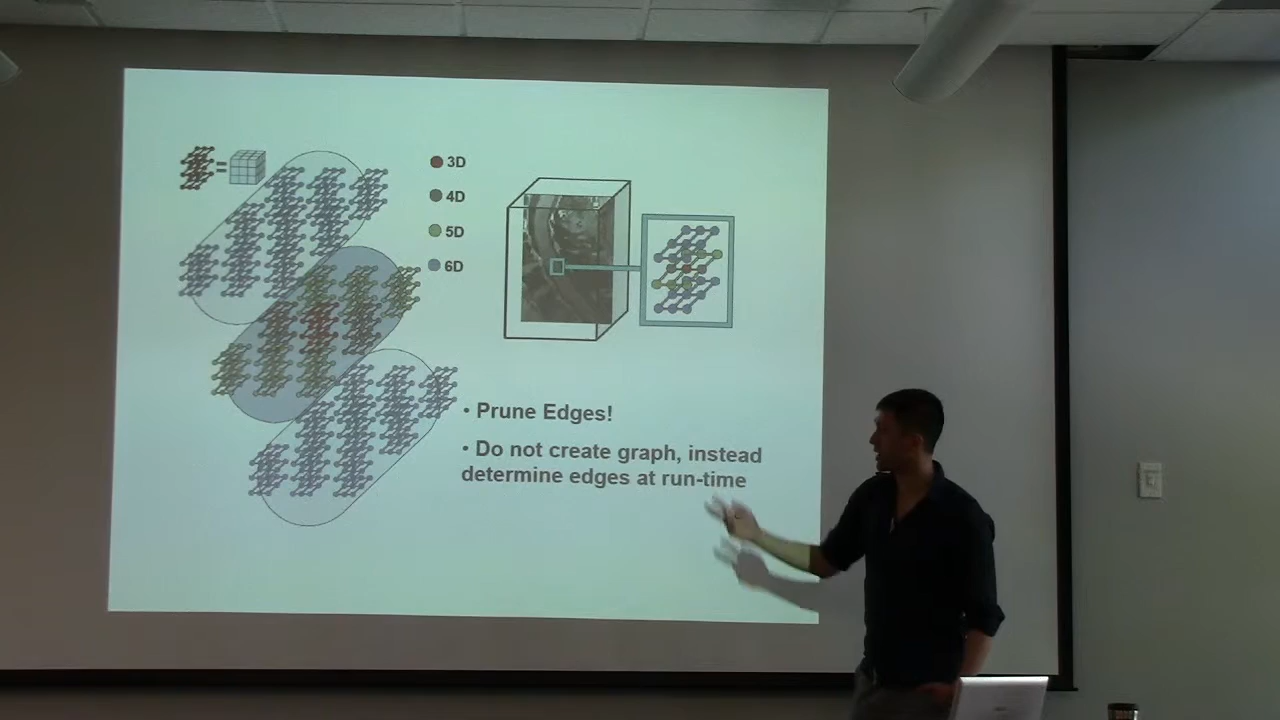 =
3D
4D
5D
6D
• Prune Edges!
• Do not create graph, instead
determine edges at run-time